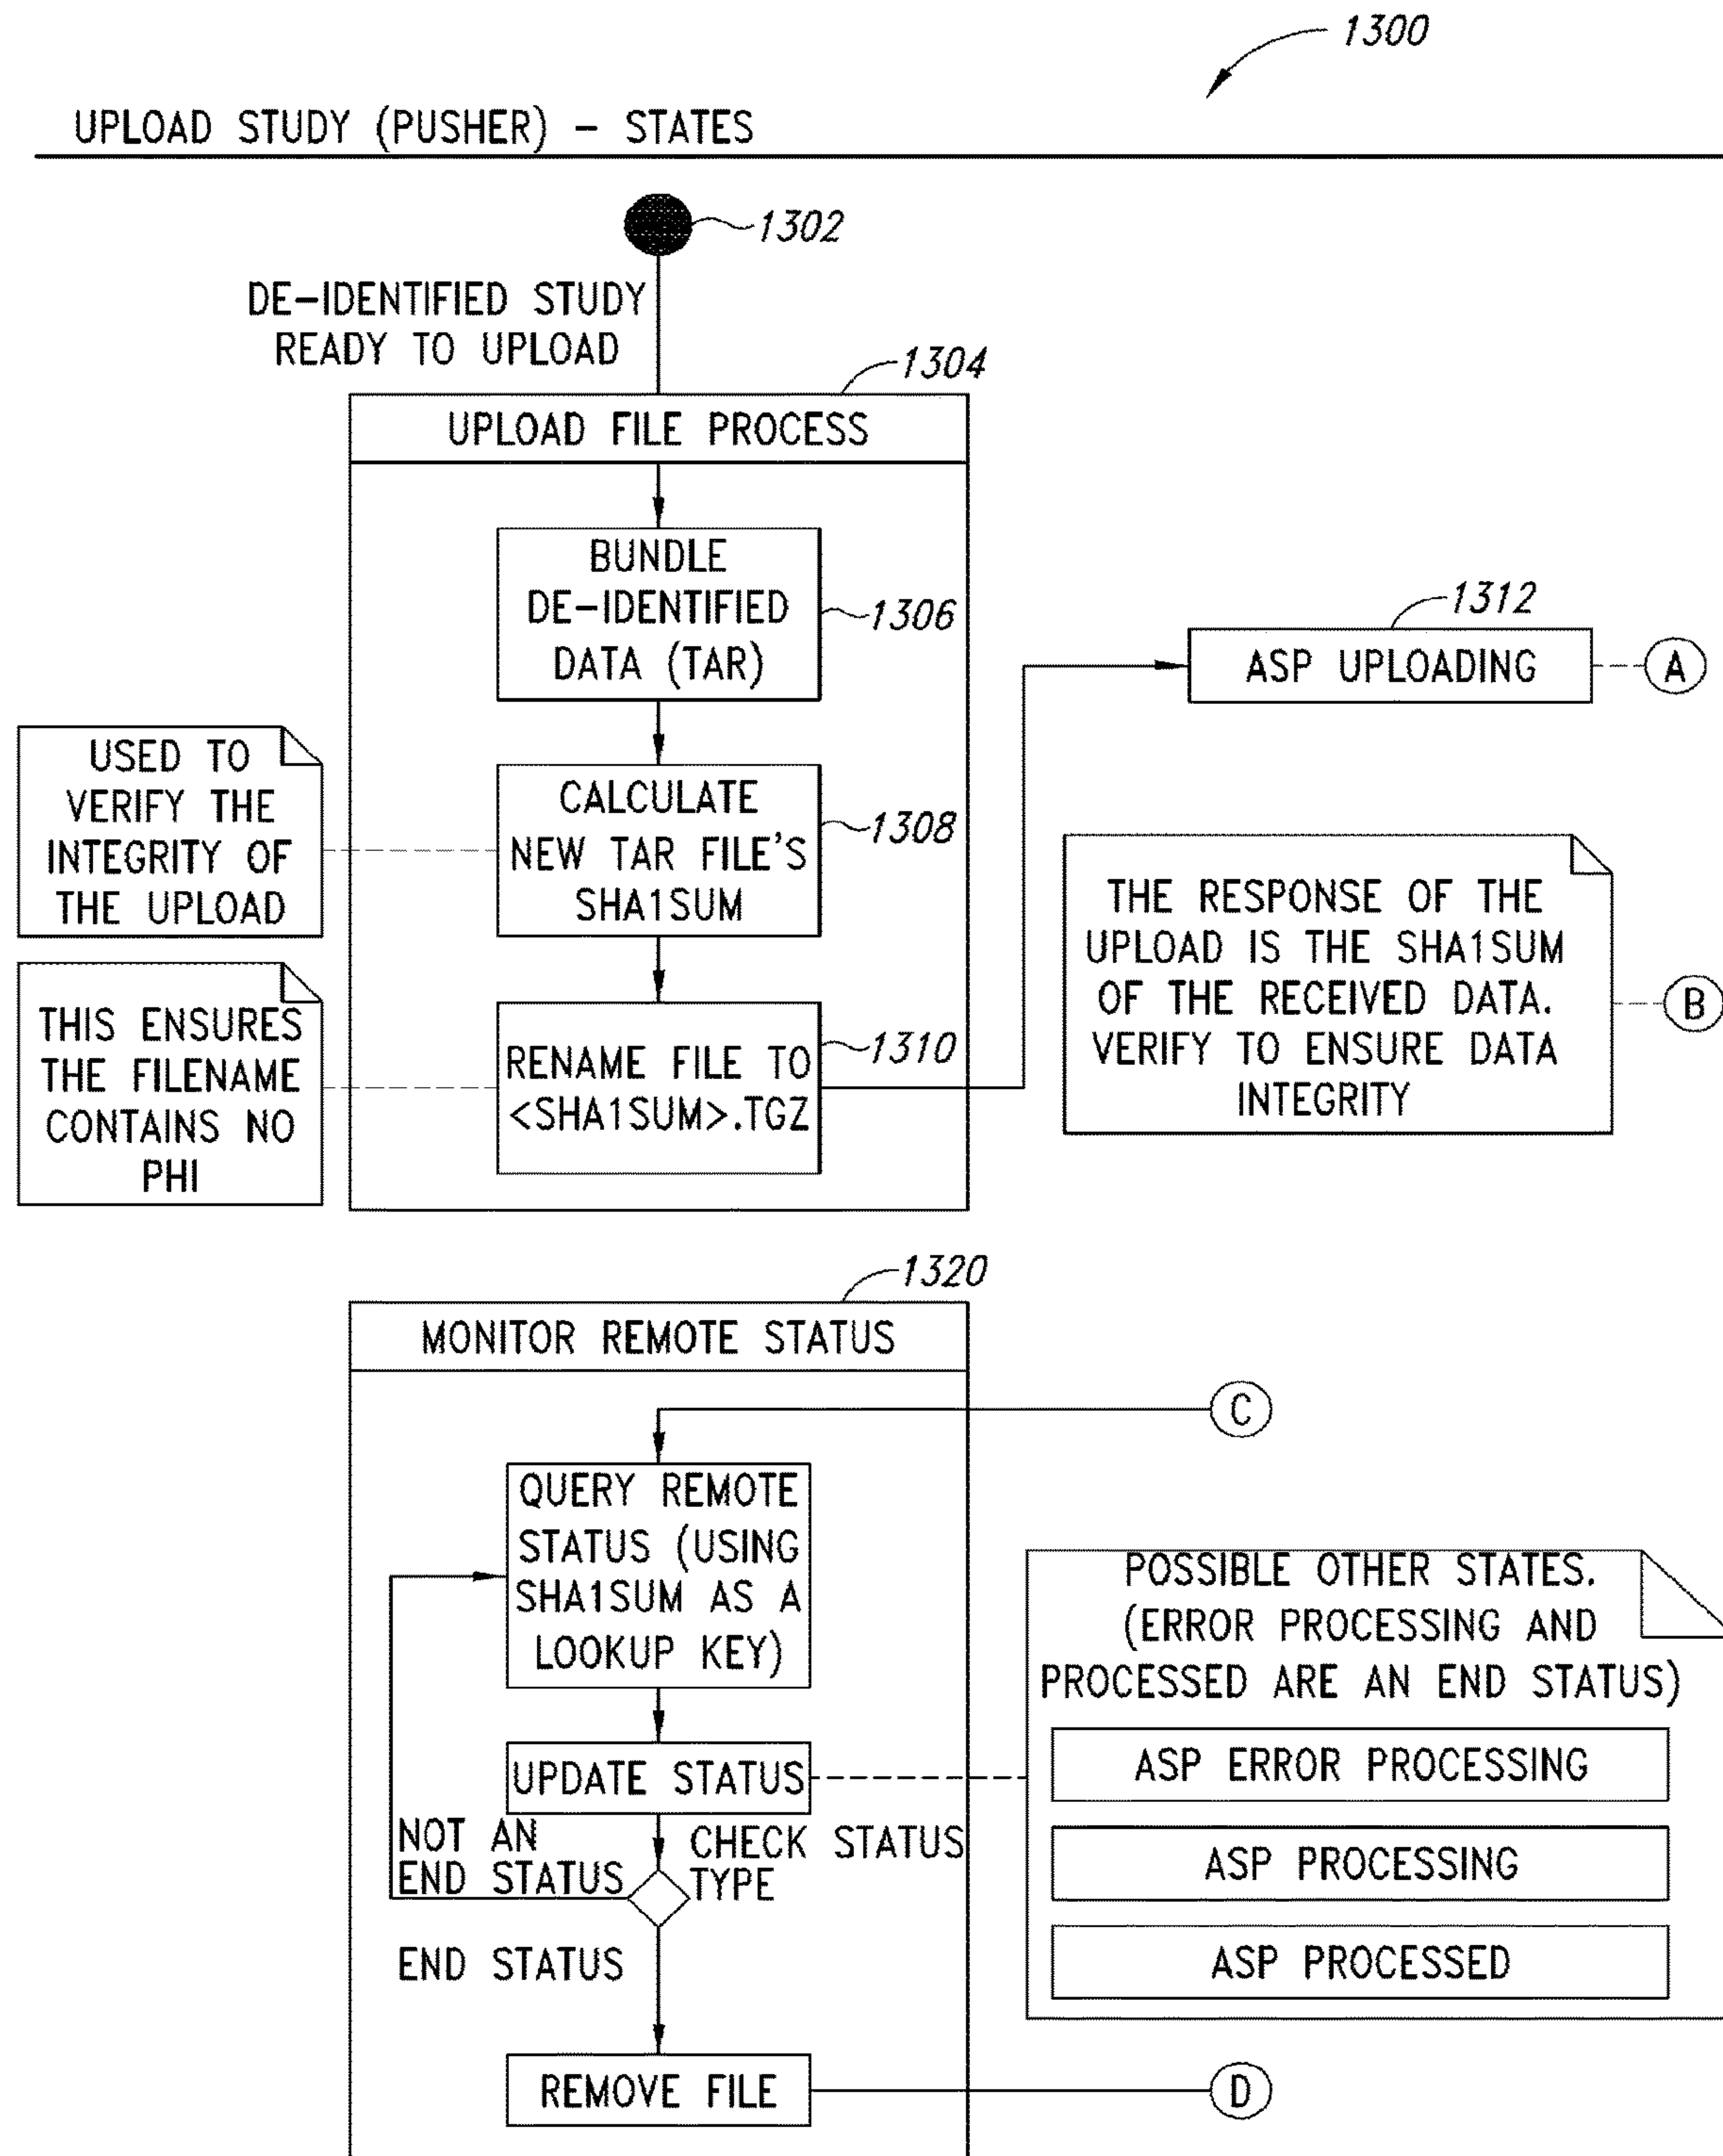 1300
UPLOAD STUDY (PUSHER) – STATES
1302
DE–IDENTIFIED STUDY
READY TO UPLOAD
1304
UPLOAD FILE PROCESS
BUNDLE
DE–IDENTIFIED
DATA (TAR)
1306
1312
ASP UPLOADING
A
USED TO
VERIFY THE
INTEGRITY OF
THE UPLOAD
CALCULATE
NEW TAR FILE'S
SHA1SUM
1308
THE RESPONSE OF THE
UPLOAD IS THE SHA1SUM
OF THE RECEIVED DATA.
VERIFY TO ENSURE DATA
INTEGRITY
B
THIS ENSURES
THE FILENAME
CONTAINS NO
PHI
RENAME FILE TO
<SHA1SUM>.TGZ
1310
1320
MONITOR REMOTE STATUS
C
QUERY REMOTE
STATUS (USING
SHA1SUM AS A
LOOKUP KEY)
POSSIBLE OTHER STATES.
(ERROR PROCESSING AND
PROCESSED ARE AN END STATUS)
UPDATE STATUS
ASP ERROR PROCESSING
NOT AN
END STATUS
CHECK STATUS
TYPE
ASP PROCESSING
END STATUS
ASP PROCESSED
REMOVE FILE
D